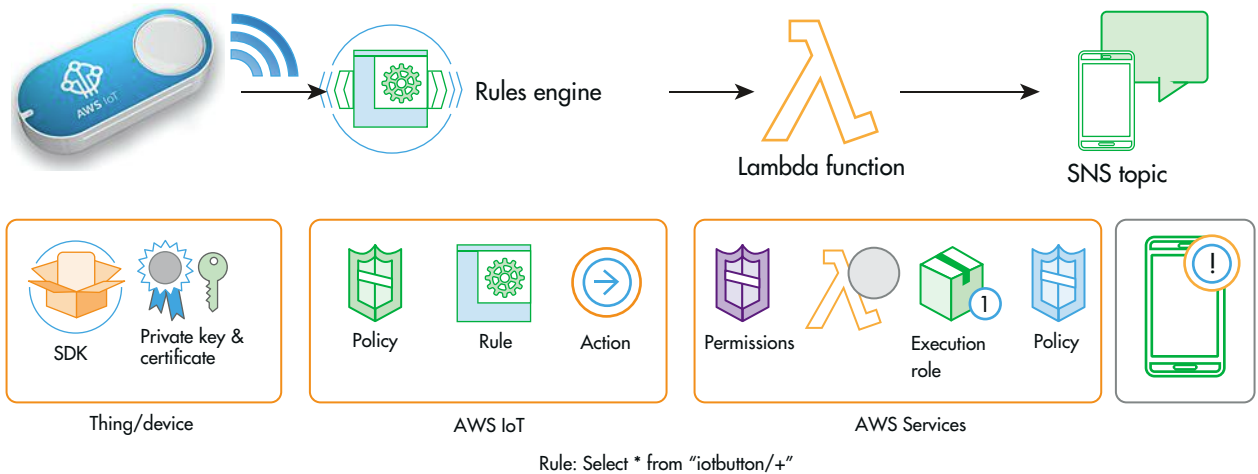 AWS IoT
Rules engine
Lambda function
SNS topic
SDK
Private key &
certificate
Policy
Rule
Action
Permissions
1
Execution
role
Policy
!
Thing/device
AWS IoT
AWS Services
Rule: Select * from “iotbutton/+”